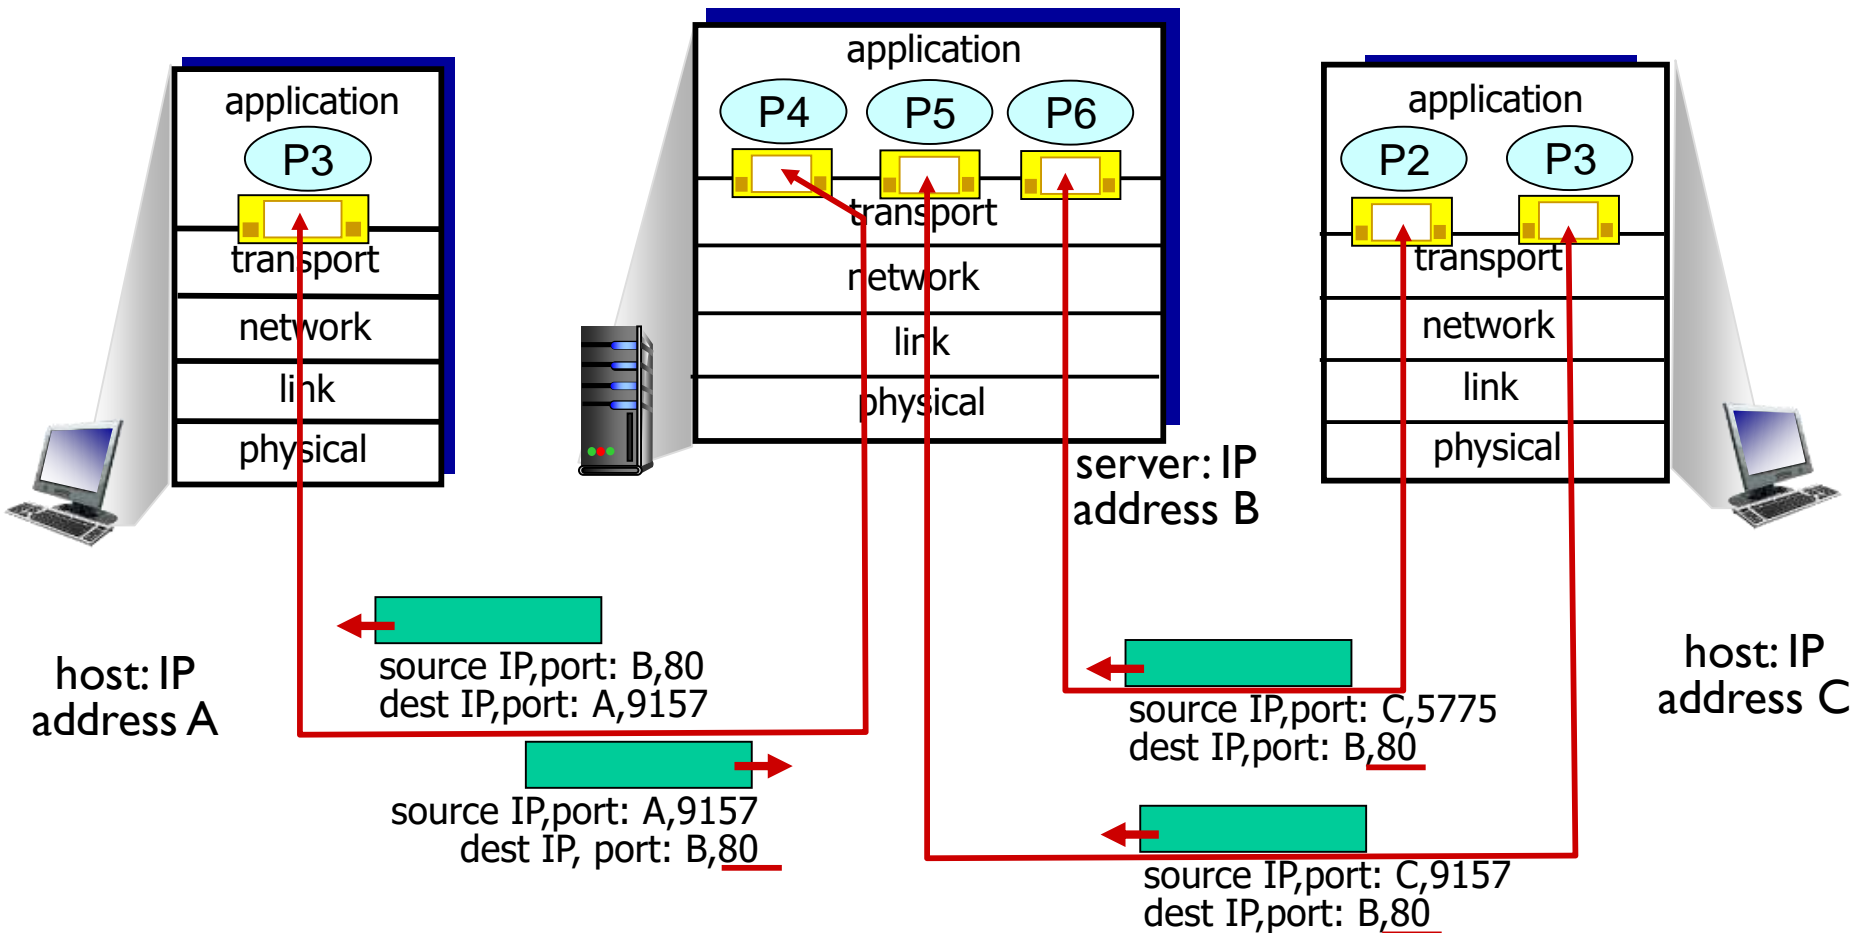 application
P3
transport
network
link
physical
host: IP
address A
application
P4
P5
P6
transport
network
link
physical
server: IP
address B
application
P2
P3
transport
network
link
physical
host: IP
address C
source IP,port: B,80
dest IP,port: A,9157
source IP,port: A,9157
dest IP, port: B,80
source IP,port: C,5775
dest IP,port: B,80
source IP,port: C,9157
dest IP,port: B,80